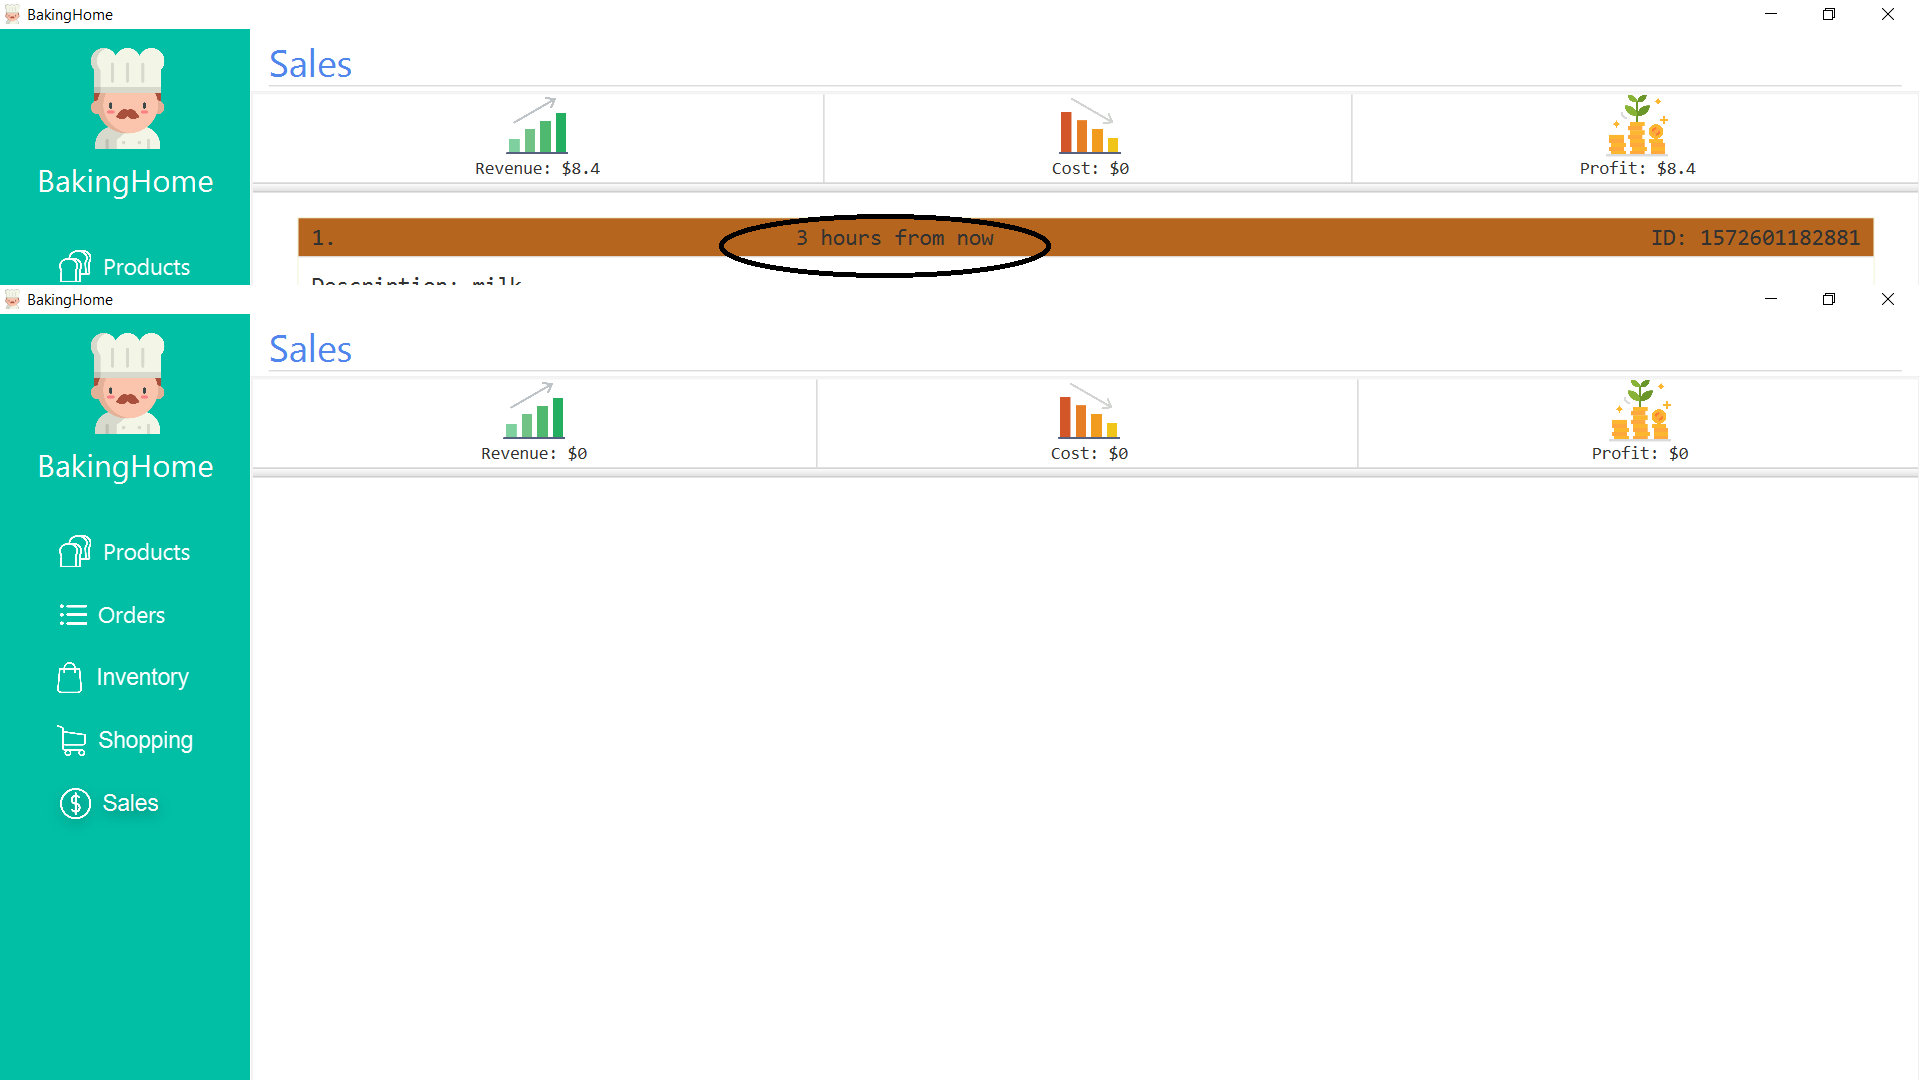 BakingHome
Sales
Revenue: $8.4
Cost: $0
Profit: $8.4
BakingHome
1. 3 hours from now ID: 1572601182881
Products
Description: milk
BakingHome
Sales
Revenue: $0
Cost: $0
Profit: $0
BakingHome
Products
Orders
Inventory
Shopping
Sales